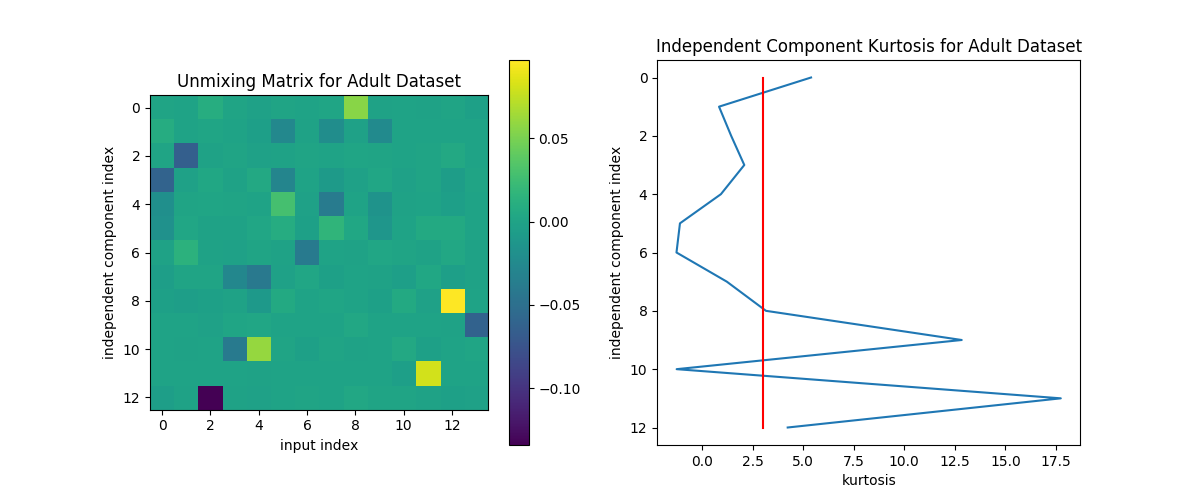 Unmixing Matrix for Adult Dataset
independent component index
0
2
4
6
8
10
12
0 2 4 6 8 10 12
input index
0.05
0.00
−0.05
−0.10
Independent Component Kurtosis for Adult Dataset
independent component index
0
2
4
6
8
10
12
0.0 2.5 5.0 7.5 10.0 12.5 15.0 17.5
kurtosis